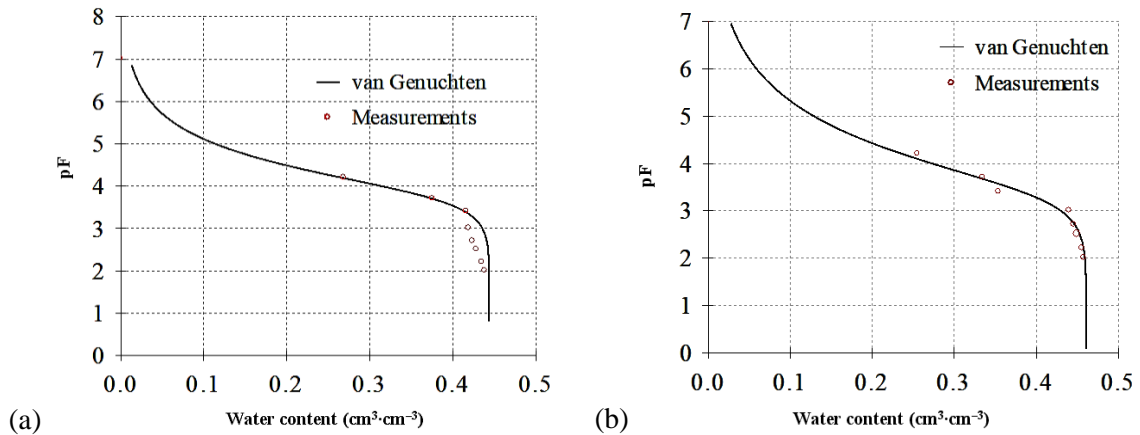 8
7
6
5
4
3
2
1
0
pF
van Genuchten
Measurements
0.0 0.1 0.2 0.3 0.4 0.5
Water content (cm³·cm⁻³)
(a)
7
6
5
4
3
2
1
0
pF
van Genuchten
Measurements
0.0 0.1 0.2 0.3 0.4 0.5
Water content (cm³·cm⁻³)
(b)